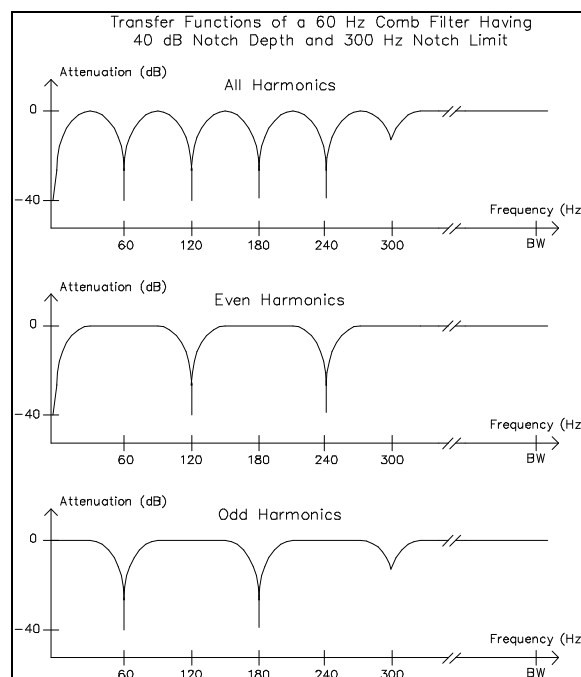 Transfer Functions of a 60 Hz Comb Filter Having
40 dB Notch Depth and 300 Hz Notch Limit
Attenuation (dB)
All Harmonics
0
-40
Frequency (Hz
60 120 180 240 300 BW
Attenuation (dB)
Even Harmonics
0
-40
Frequency (Hz
60 120 180 240 300 BW
Attenuation (dB)
Odd Harmonics
0
-40
Frequency (Hz
60 120 180 240 300 BW